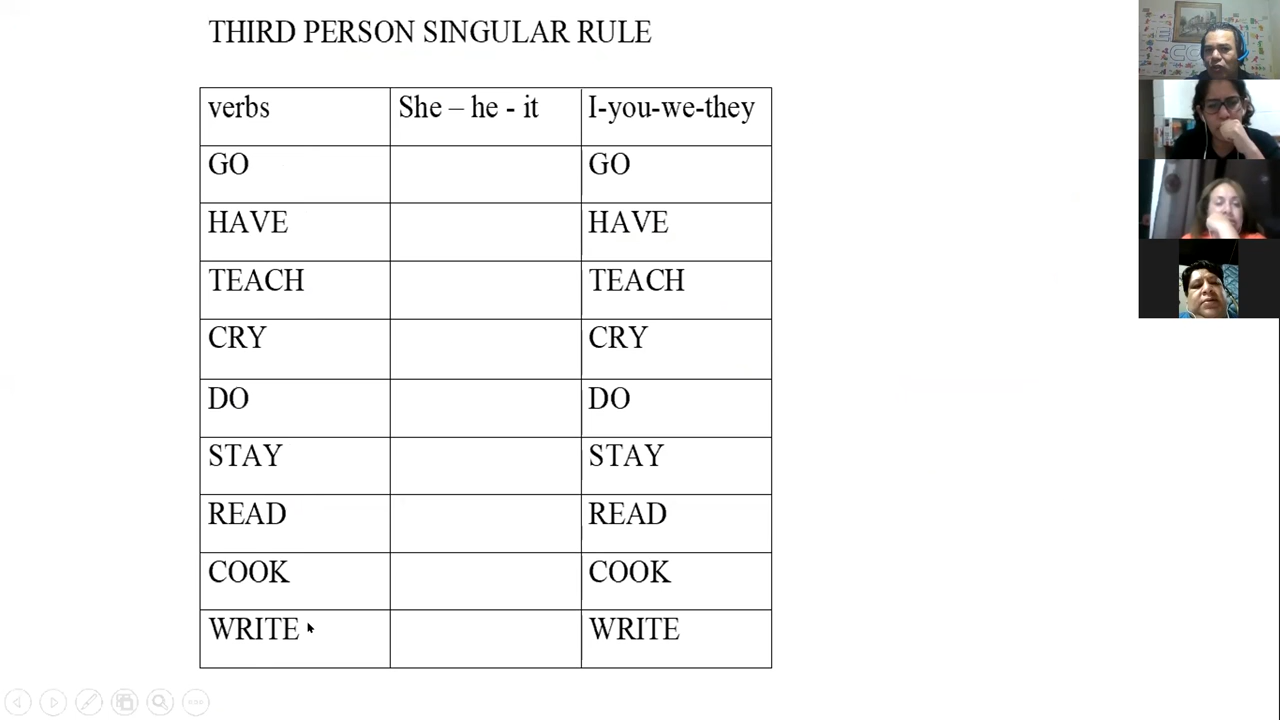 THIRD PERSON SINGULAR RULE
verbs She – he - it I-you-we-they
GO GO
HAVE HAVE
TEACH TEACH
CRY CRY
DO DO
STAY STAY
READ READ
COOK COOK
WRITE WRITE